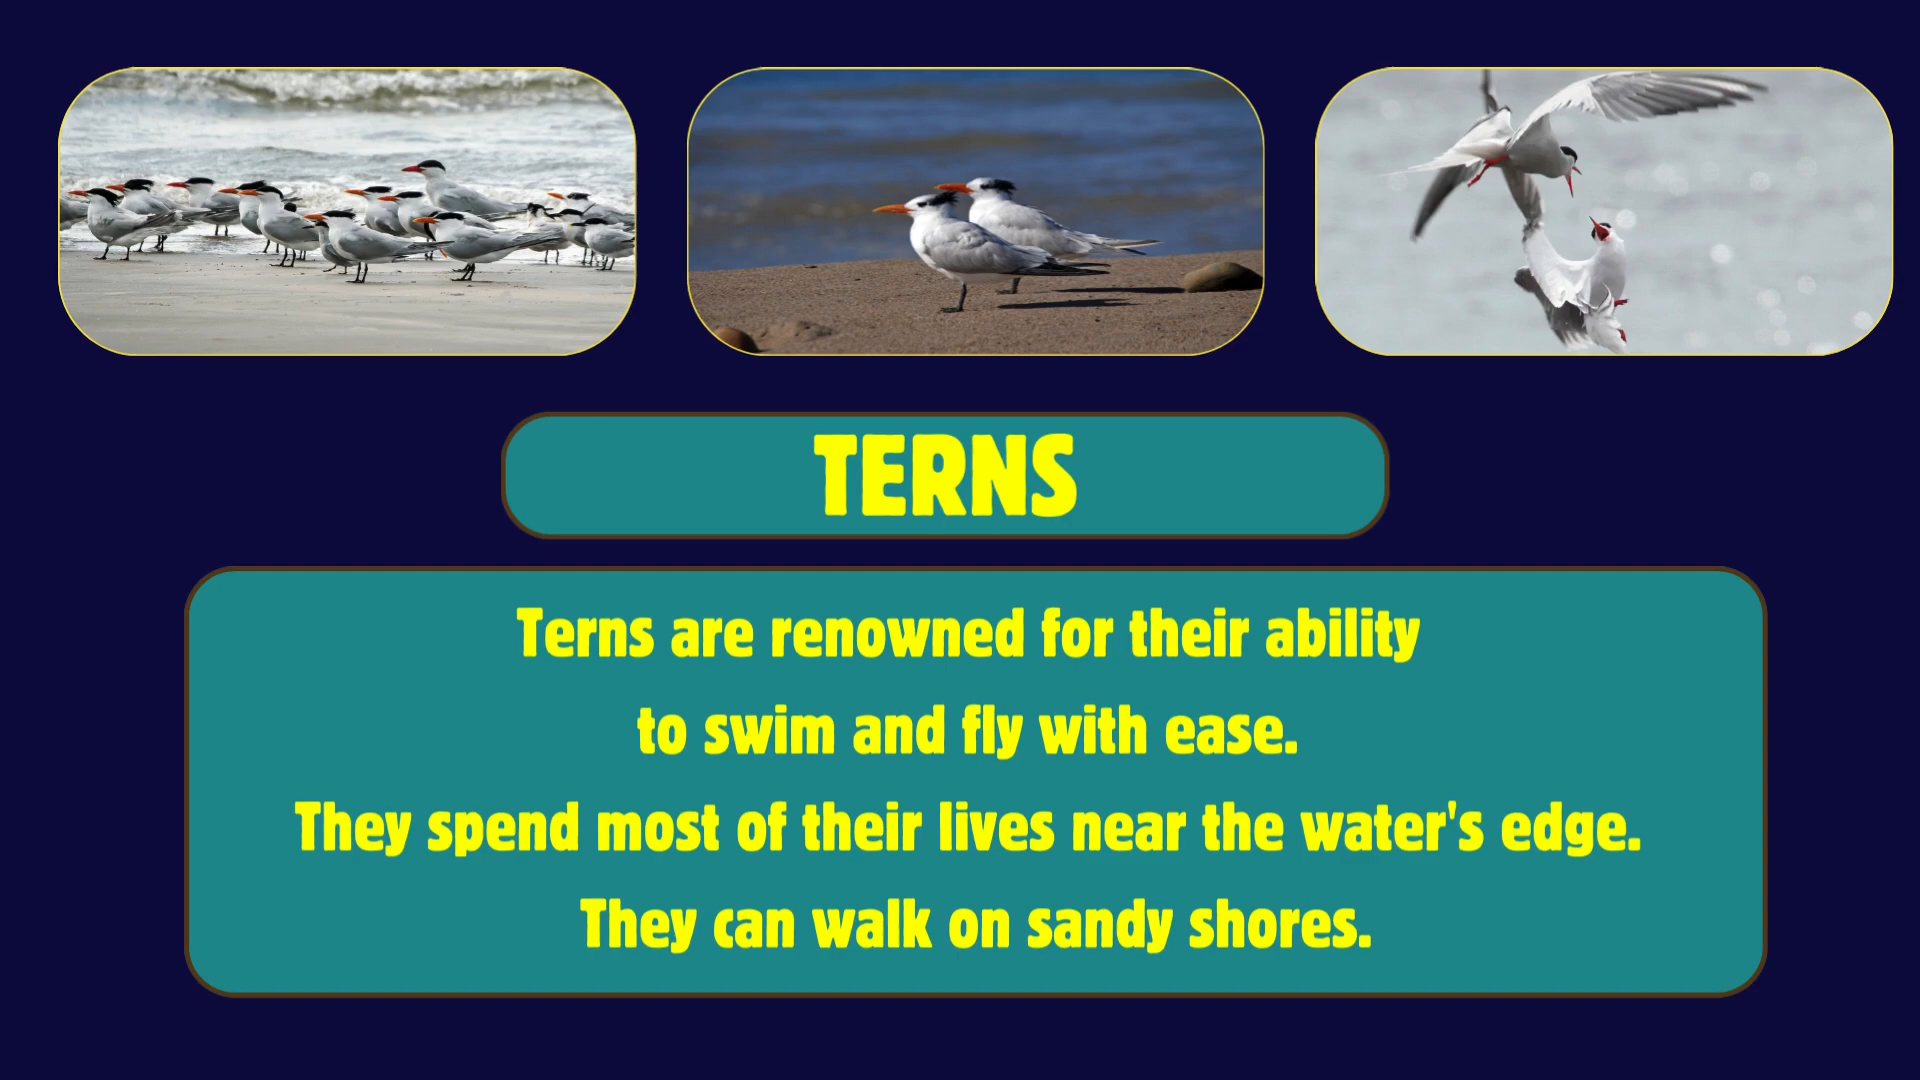 TERNS
Terns are renowned for their ability
to swim and fly with ease.
They spend most of their lives near the water's edge.
They can walk on sandy shores.